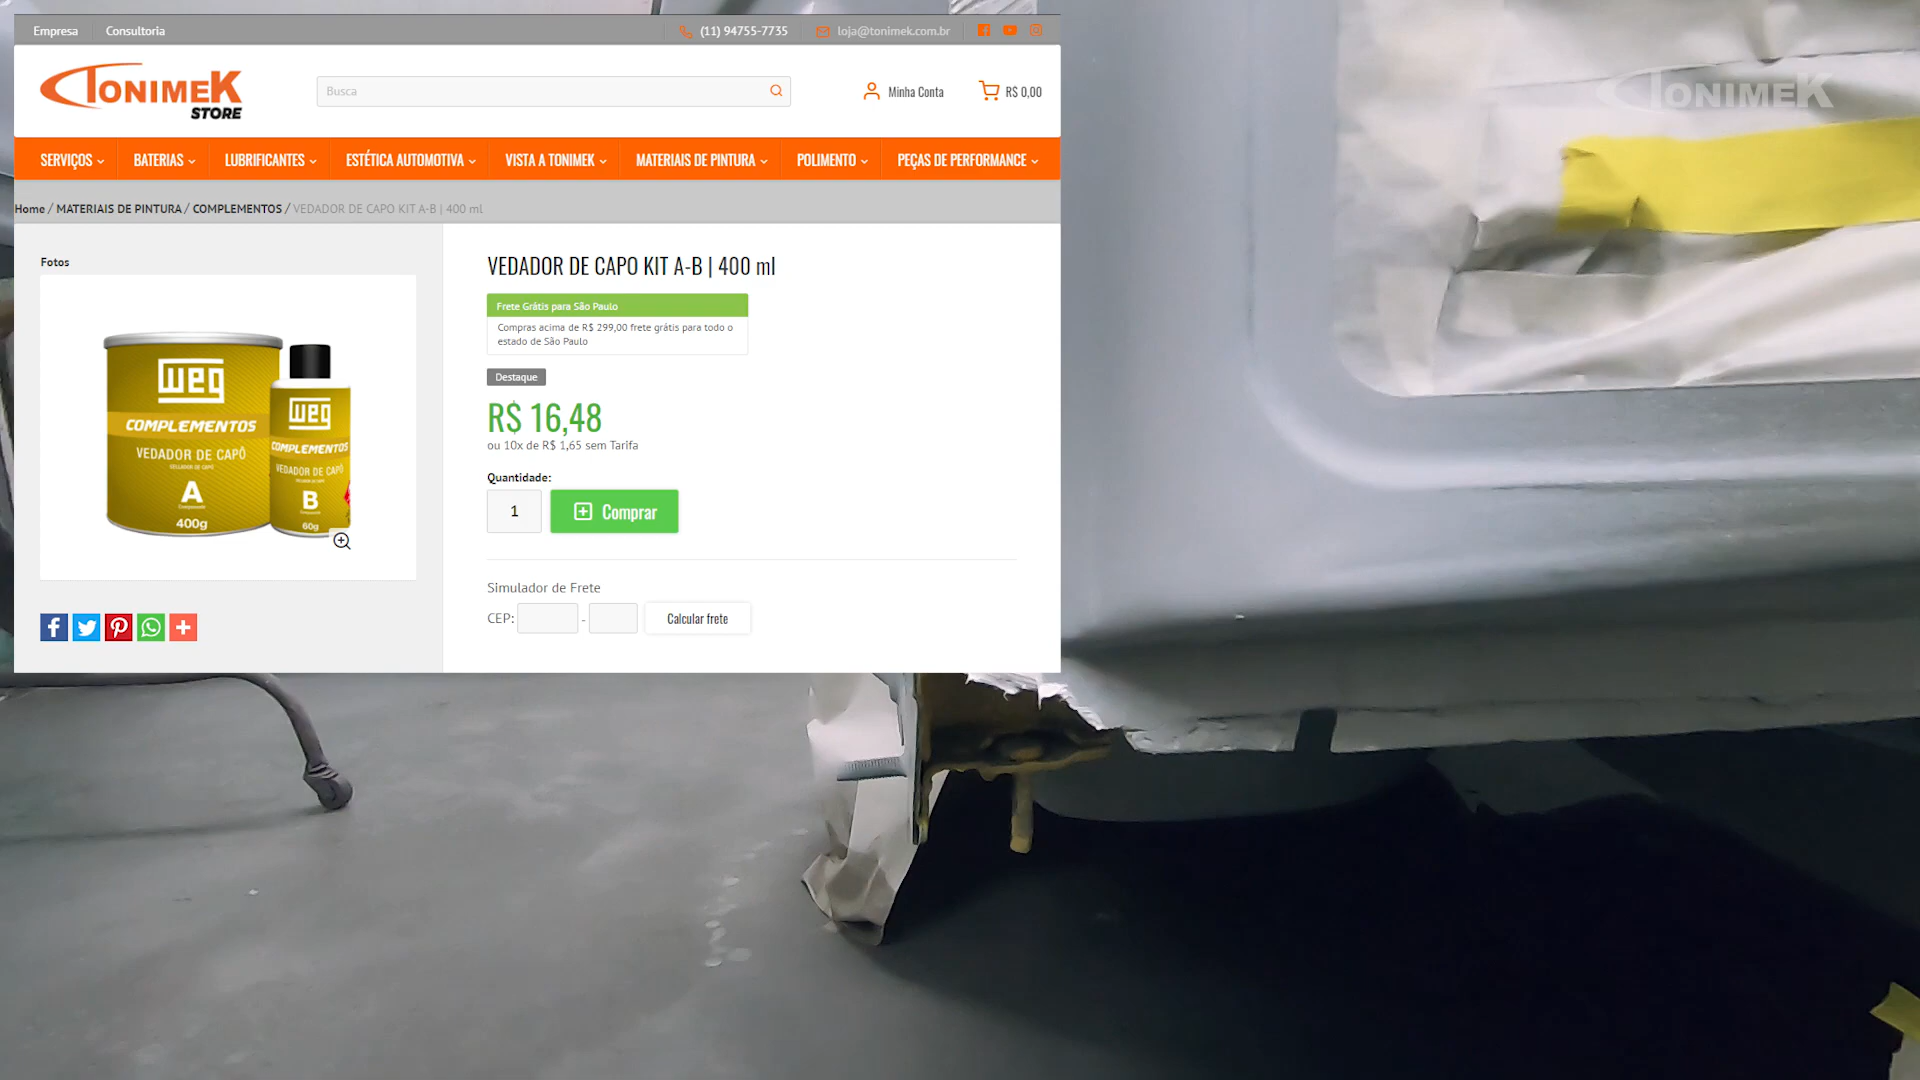 Empresa
Consultoria
(11) 94755-7735
loja@tonimek.com.br
TONIMEK
STORE
Busca
Minha Conta
R$ 0,00
SERVIÇOS
BATERIAS
LUBRIFICANTES
ESTÉTICA AUTOMOTIVA
VISTA A TONIMEK
MATERIAIS DE PINTURA
POLIMENTO
PEÇAS DE PERFORMANCE
Home / MATERIAIS DE PINTURA / COMPLEMENTOS / VEDADOR DE CAPO KIT A-B | 400 ml
Fotos
WEG
COMPLEMENTOS
VEDADOR DE CAPÔ
A
400g
WEG
COMPLEMENTOS
VEDADOR DE CAPÔ
B
60g
VEDADOR DE CAPO KIT A-B | 400 ml
Frete Grátis para São Paulo
Compras acima de R$ 299,00 frete grátis para todo o
estado de São Paulo
Destaque
R$ 16,48
ou 10x de R$ 1,65 sem Tarifa
Quantidade:
1
Comprar
Simulador de Frete
CEP:
-
Calcular frete
TONIMEK